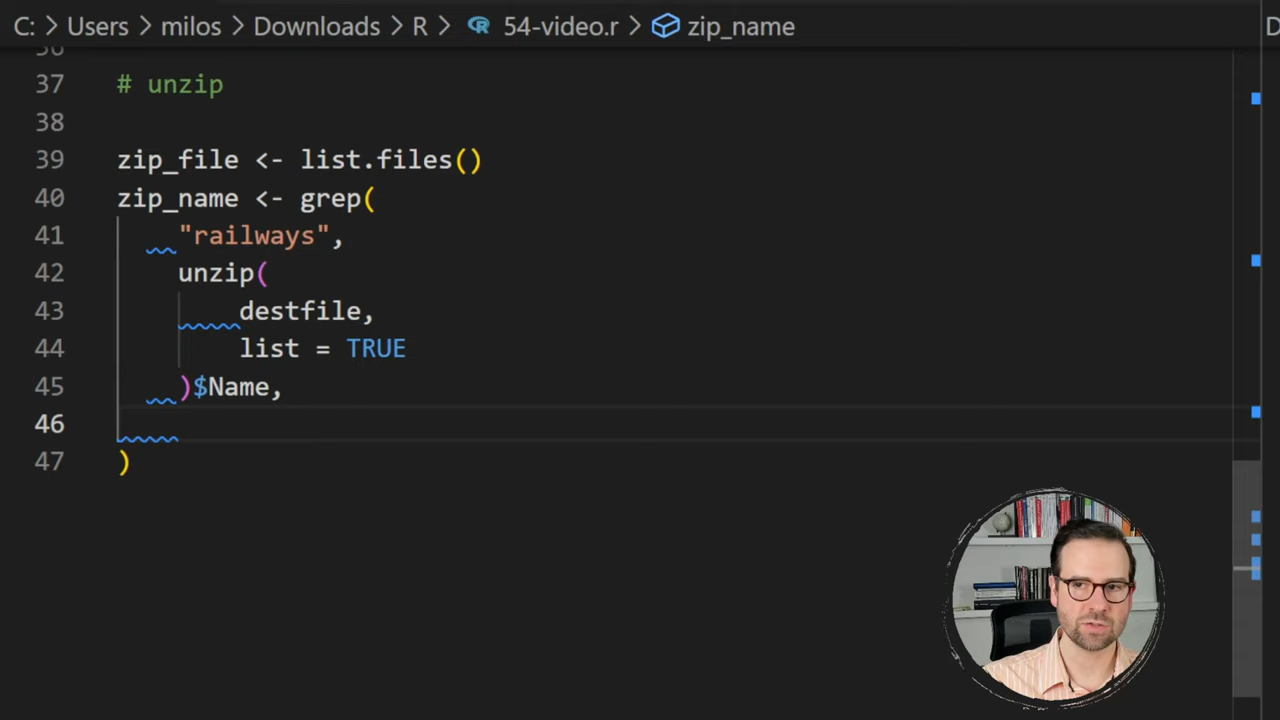 C: > Users > milos > Downloads > R > 54-video.r > zip_name
36
37 # unzip
38
39 zip_file <- list.files()
40 zip_name <- grep(
41 "railways",
42 unzip(
43 destfile,
44 list = TRUE
45 )$Name,
46
47 )